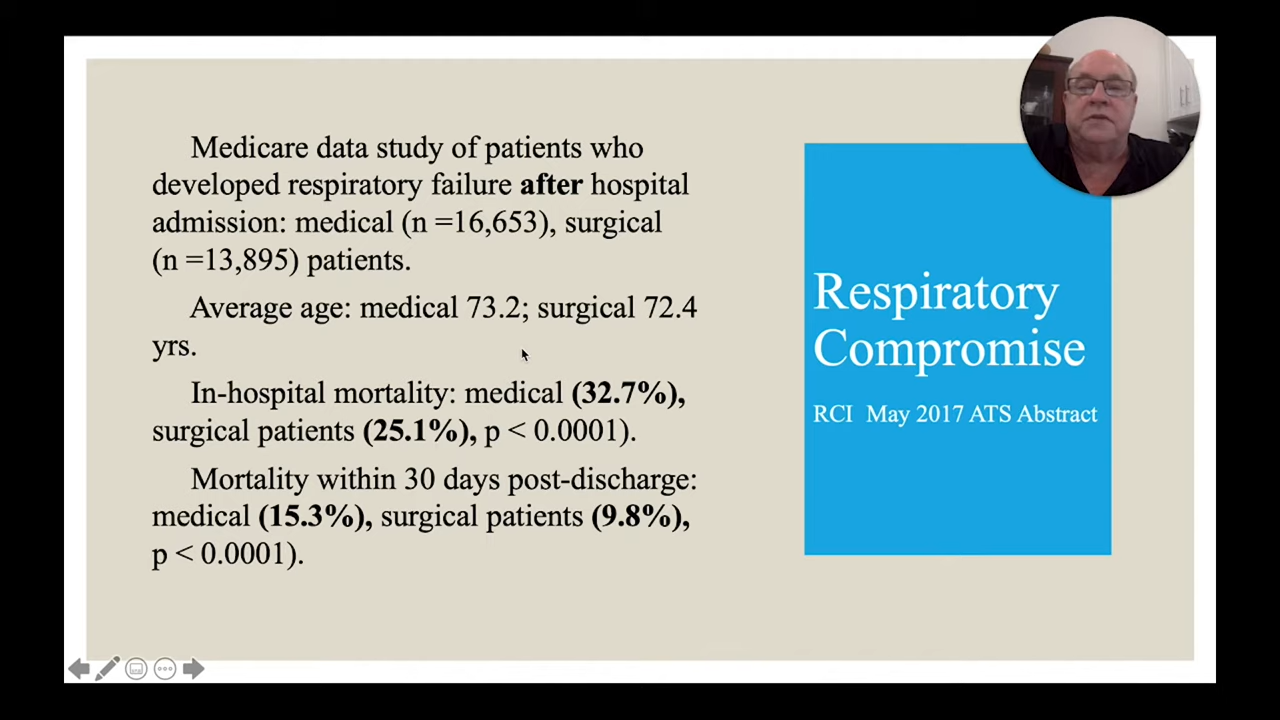 Medicare data study of patients who
developed respiratory failure after hospital
admission: medical (n =16,653), surgical
(n =13,895) patients.
Average age: medical 73.2; surgical 72.4
yrs.
In-hospital mortality: medical (32.7%),
surgical patients (25.1%), p < 0.0001).
Mortality within 30 days post-discharge:
medical (15.3%), surgical patients (9.8%),
p < 0.0001).
Respiratory
Compromise
RCI May 2017 ATS Abstract